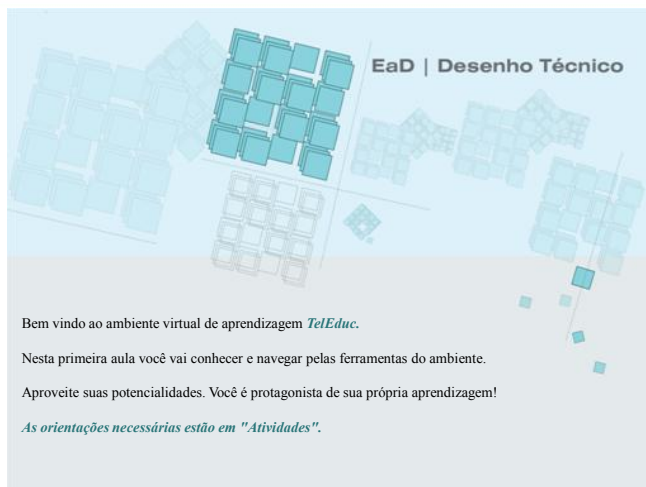 EaD | Desenho Técnico
Bem vindo ao ambiente virtual de aprendizagem TelEduc.
Nesta primeira aula você vai conhecer e navegar pelas ferramentas do ambiente.
Aproveite suas potencialidades. Você é protagonista de sua própria aprendizagem!
As orientações necessárias estão em "Atividades".